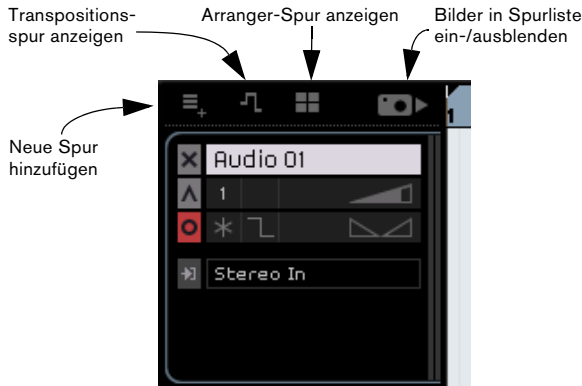 Transpositions-
spur anzeigen
Arranger-Spur anzeigen
Bilder in Spurliste
ein-/ausblenden
Neue Spur
hinzufügen
1
Audio 01
1
Stereo In